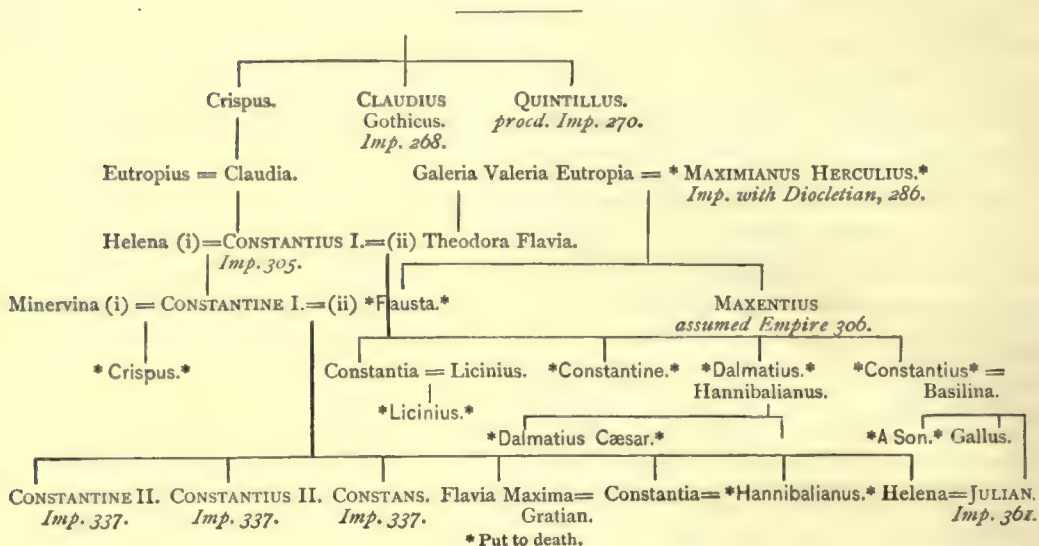 Crispus. CLAUDIUS QUINTILLUS.
Gothicus. procd. Imp. 270.
Imp. 268.
Eutropius = Claudia. Galeria Valeria Eutropia = * MAXIMIANUS HERCULIUS.*
Imp. with Diocletian, 286.
Helena (i)=CONSTANTIUS I.=(ii) Theodora Flavia.
Imp. 305.
Minervina (i) = CONSTANTINE I.=(ii) *Fausta.* MAXENTIUS
assumed Empire 306.
* Crispus.* Constantia = Licinius. *Constantine.* *Dalmatius.* *Constantius* =
Hannibalianus. Basilina.
*Licinius.*
*Dalmatius Cæsar.* *A Son.* Gallus.
CONSTANTINE II. CONSTANTIUS II. CONSTANS. Flavia Maxima= Constantia= *Hannibalianus.* Helena=JULIAN.
Imp. 337. Imp. 337. Imp. 337. Gratian. Imp. 361.
* Put to death.